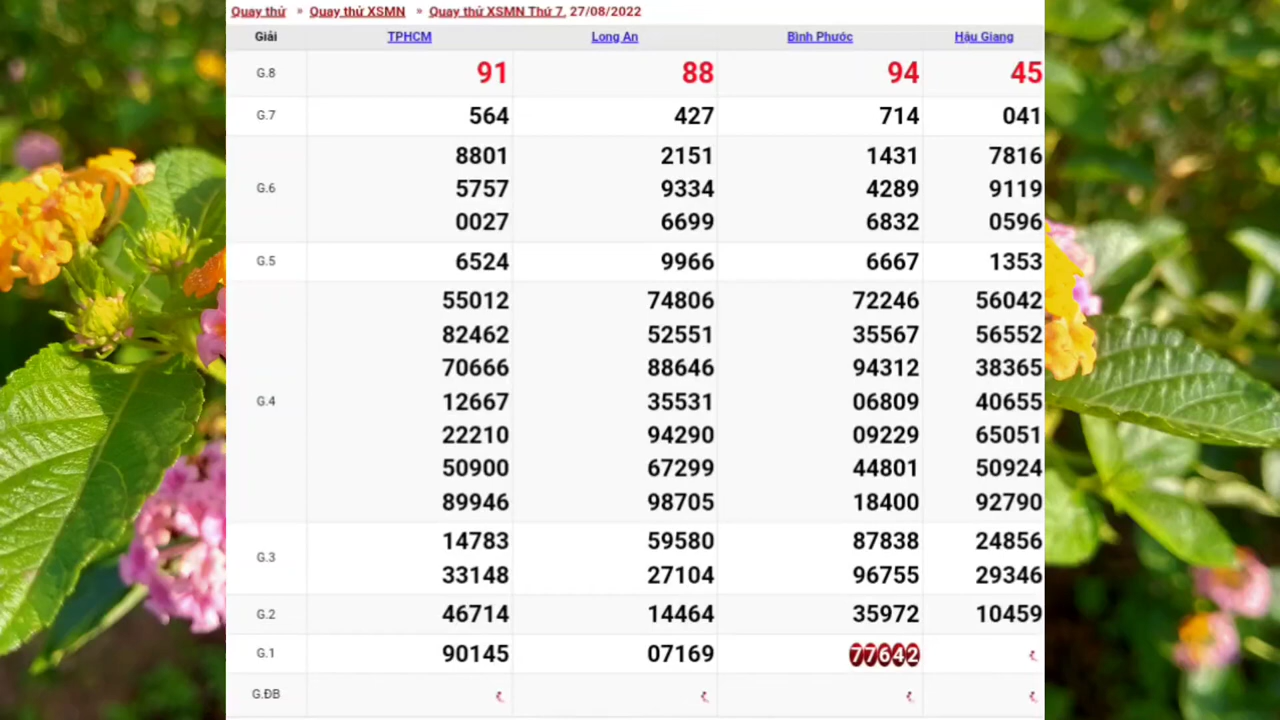 Quay thử » Quay thử XSMN » Quay thử XSMN Thứ 7, 27/08/2022
Giải TPHCM Long An Bình Phước Hậu Giang
G.8 91 88 94 45
G.7 564 427 714 041
8801 2151 1431 7816
G.6 5757 9334 4289 9119
0027 6699 6832 0596
G.5 6524 9966 6667 1353
55012 74806 72246 56042
82462 52551 35567 56552
70666 88646 94312 38365
G.4 12667 35531 06809 40655
22210 94290 09229 65051
50900 67299 44801 50924
89946 98705 18400 92790
14783 59580 87838 24856
G.3
33148 27104 96755 29346
G.2 46714 14464 35972 10459
G.1 90145 07169 77642
G.ĐB